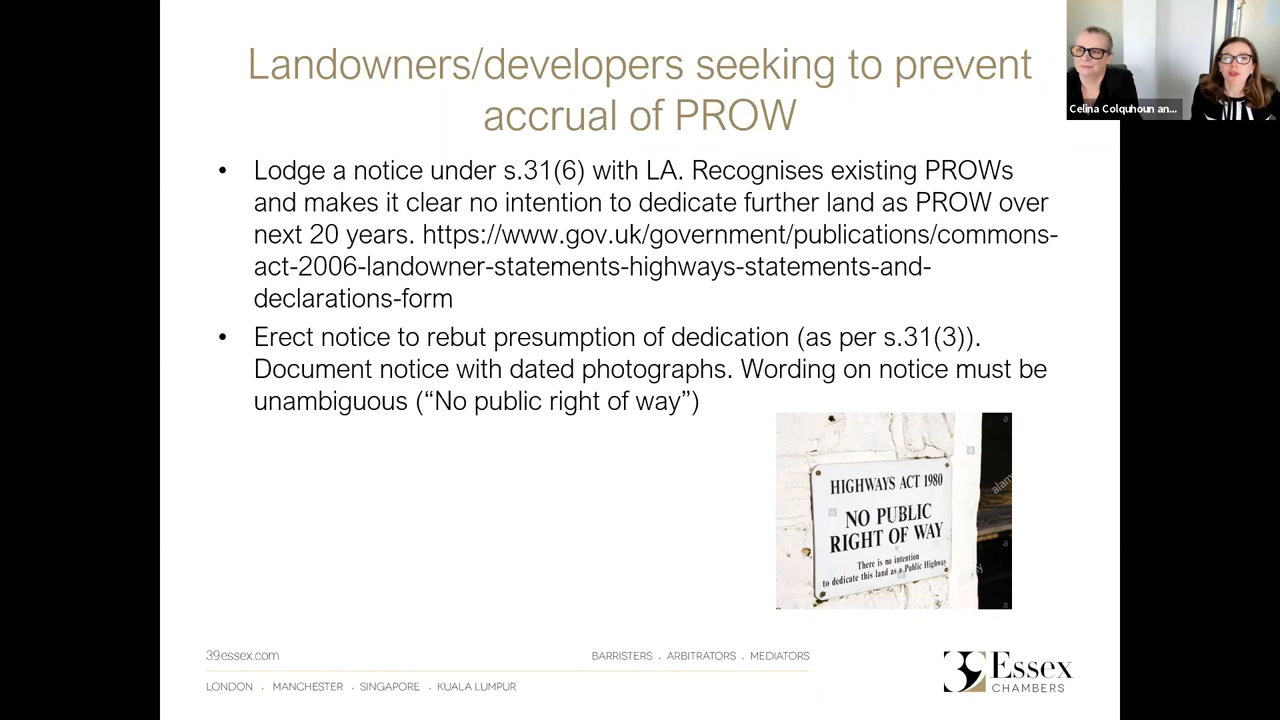 Landowners/developers seeking to prevent
accrual of PROW
Celina Colquhoun an...
• Lodge a notice under s.31(6) with LA. Recognises existing PROWs
and makes it clear no intention to dedicate further land as PROW over
next 20 years. https://www.gov.uk/government/publications/commons-
act-2006-landowner-statements-highways-statements-and-
declarations-form
• Erect notice to rebut presumption of dedication (as per s.31(3)).
Document notice with dated photographs. Wording on notice must be
unambiguous (“No public right of way”)
HIGHWAYS ACT 1980
NO PUBLIC
RIGHT OF WAY
There is no intention
to dedicate this land as a Public Highway
39essex.com
BARRISTERS . ARBITRATORS . MEDIATORS
LONDON . MANCHESTER . SINGAPORE . KUALA LUMPUR
39 Essex
CHAMBERS